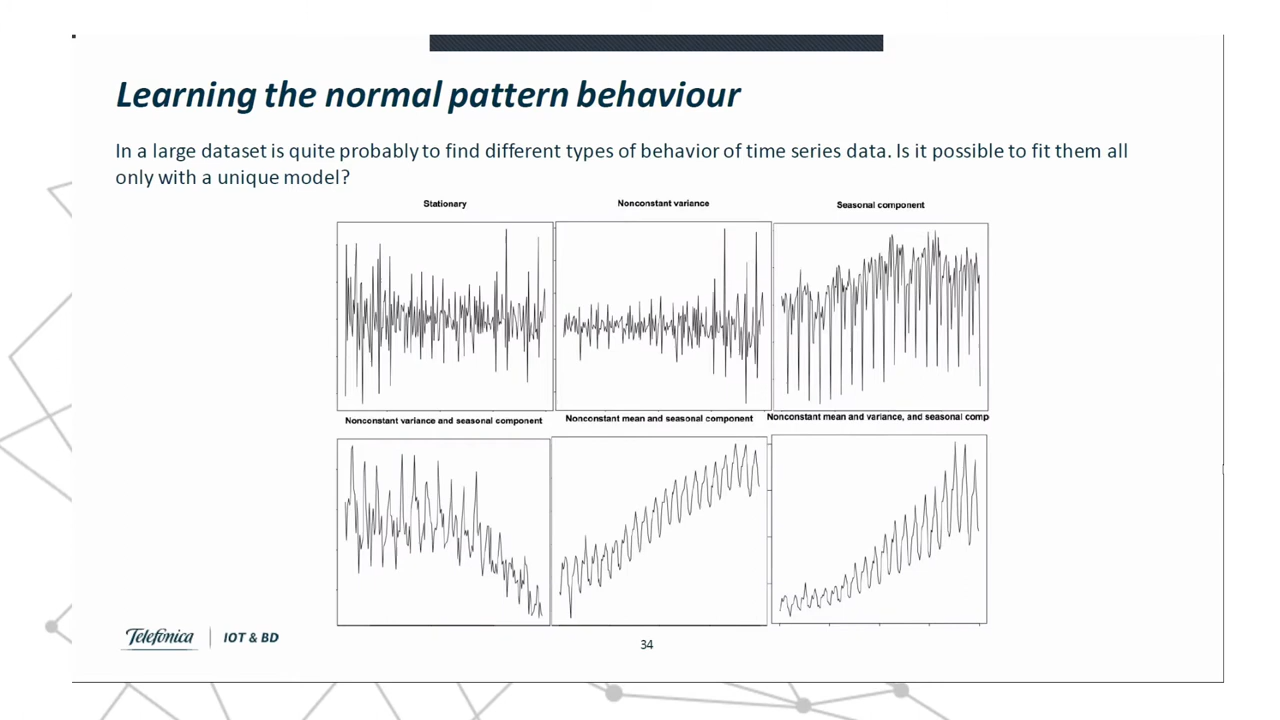 Learning the normal pattern behaviour
In a large dataset is quite probably to find different types of behavior of time series data. Is it possible to fit them all
only with a unique model?
Stationary
Nonconstant variance
Seasonal component
Nonconstant variance and seasonal component
Nonconstant mean and seasonal component
Nonconstant mean and variance, and seasonal comp
Telefónica
IOT & BD
34